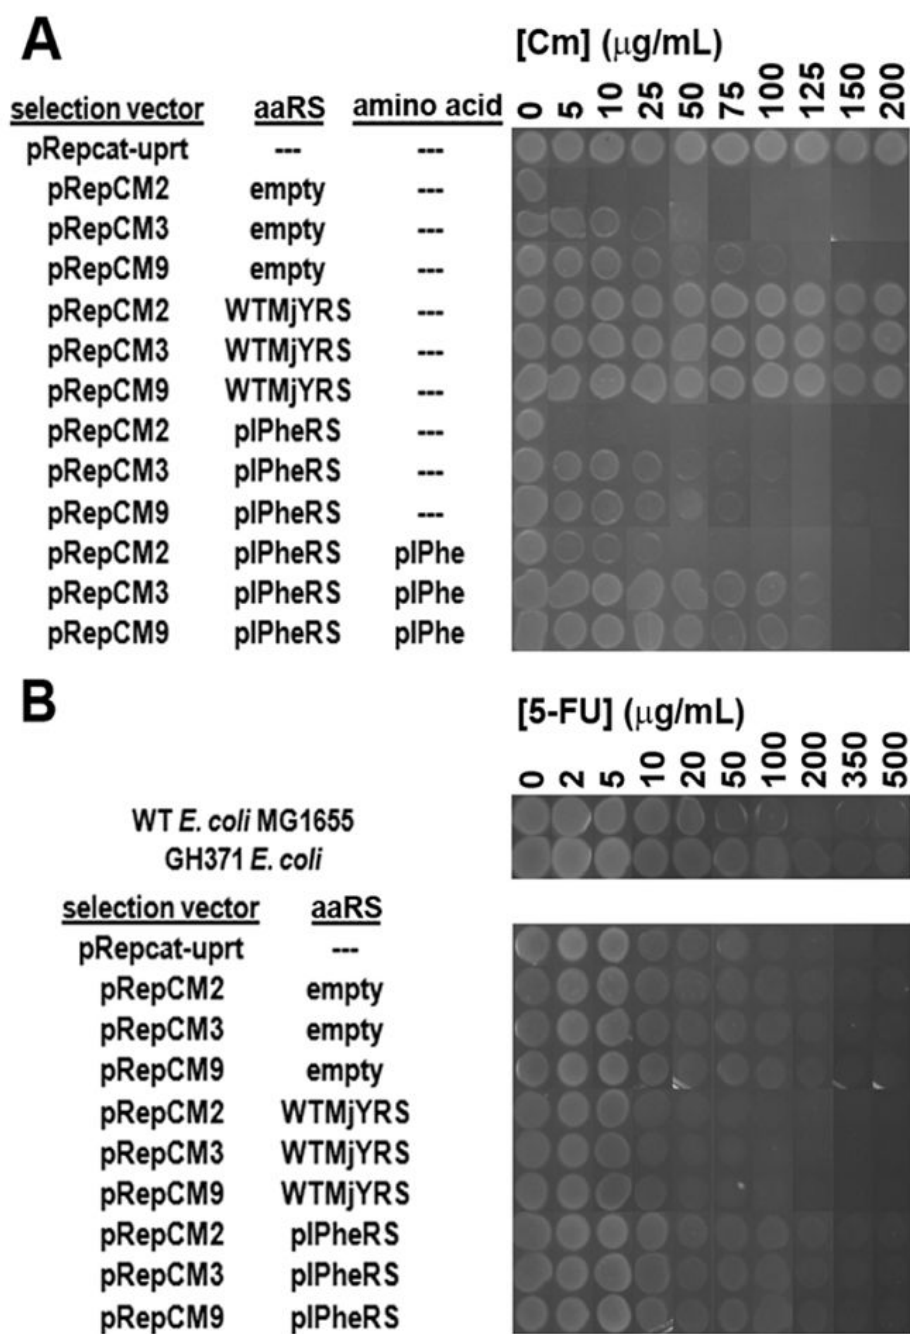 A
[Cm] (μg/mL)
0 5 10 25 50 75 100 125 150 200
selection vector aaRS amino acid
pRepcat-uprt --- ---
pRepCM2 empty ---
pRepCM3 empty ---
pRepCM9 empty ---
pRepCM2 WTMjYRS ---
pRepCM3 WTMjYRS ---
pRepCM9 WTMjYRS ---
pRepCM2 pIPheRS ---
pRepCM3 pIPheRS ---
pRepCM9 pIPheRS ---
pRepCM2 pIPheRS pIPhe
pRepCM3 pIPheRS pIPhe
pRepCM9 pIPheRS pIPhe
B
[5-FU] (μg/mL)
0 2 5 10 20 50 100 200 350 500
WT E. coli MG1655
GH371 E. coli
selection vector aaRS
pRepcat-uprt ---
pRepCM2 empty
pRepCM3 empty
pRepCM9 empty
pRepCM2 WTMjYRS
pRepCM3 WTMjYRS
pRepCM9 WTMjYRS
pRepCM2 pIPheRS
pRepCM3 pIPheRS
pRepCM9 pIPheRS